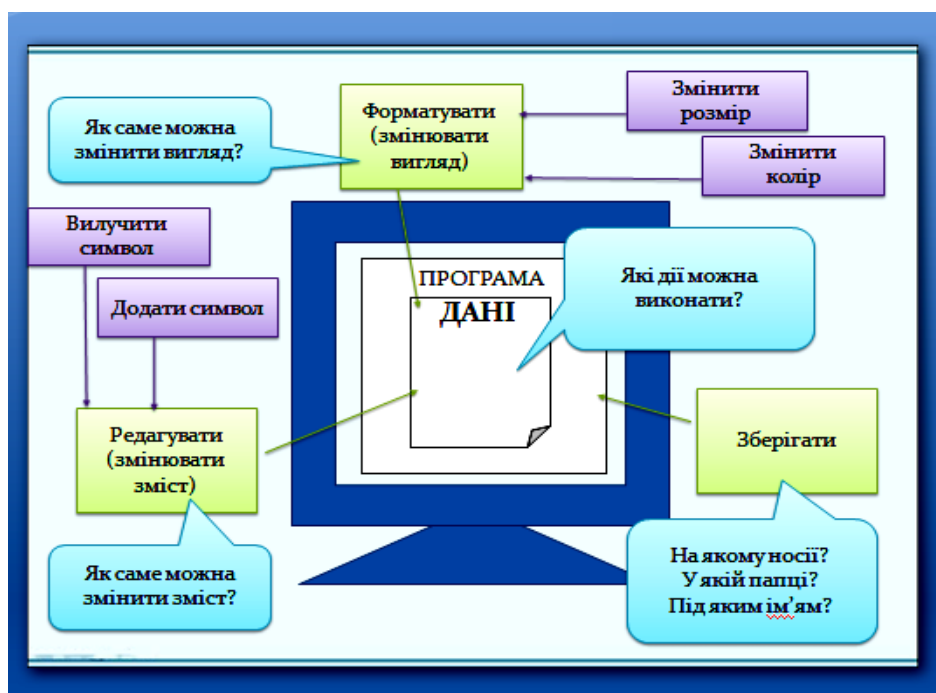 Змінити
розмір
Форматувати
(змінювати
вигляд)
Як саме можна
змінити вигляд?
Змінити
колір
Вилучити
символ
ПРОГРАМА
ДАНІ
Які дії можна
виконати?
Додати символ
Редагувати
(змінювати
зміст)
Зберігати
Як саме можна
змінити зміст?
На якому носії?
У якій папці?
Під яким ім’ям?